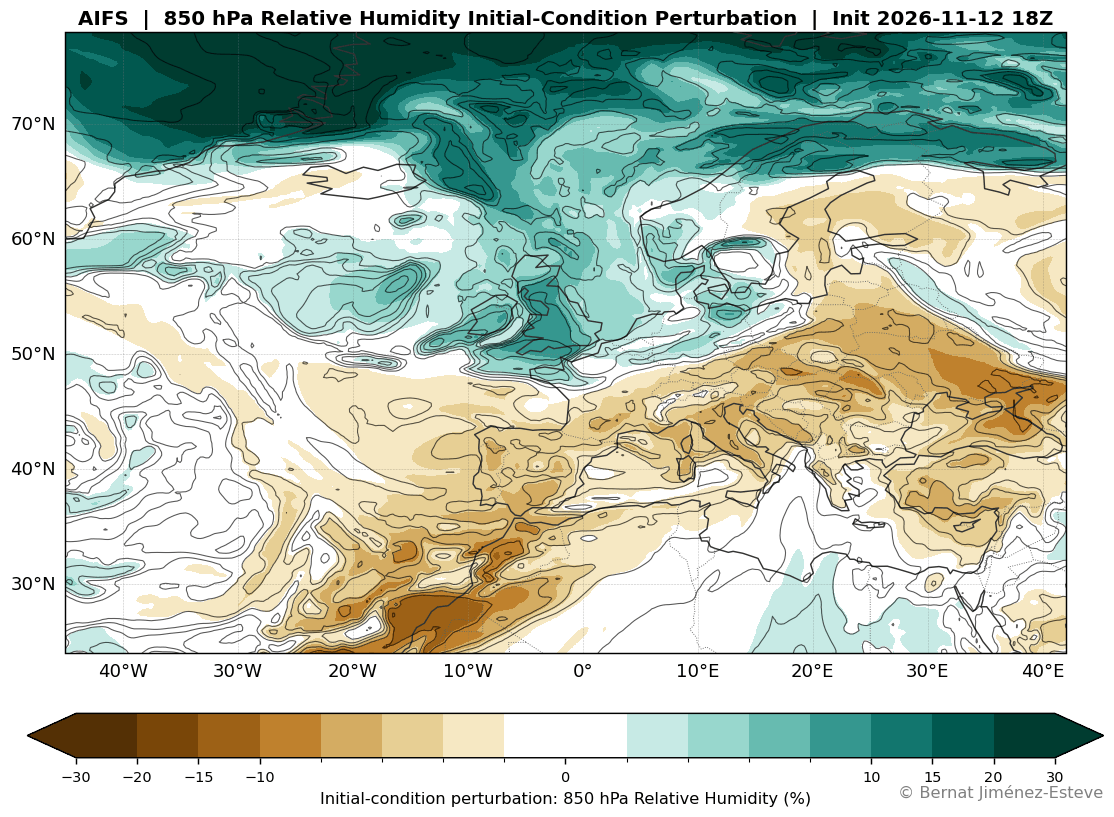 AIFS | 850 hPa Relative Humidity Initial-Condition Perturbation | Init 2026-11-12 18Z
70°N
60°N
50°N
40°N
30°N
40°W 30°W 20°W 10°W 0° 10°E 20°E 30°E 40°E
−30 −20 −15 −10 0 10 15 20 30
Initial-condition perturbation: 850 hPa Relative Humidity (%)
© Bernat Jiménez-Esteve